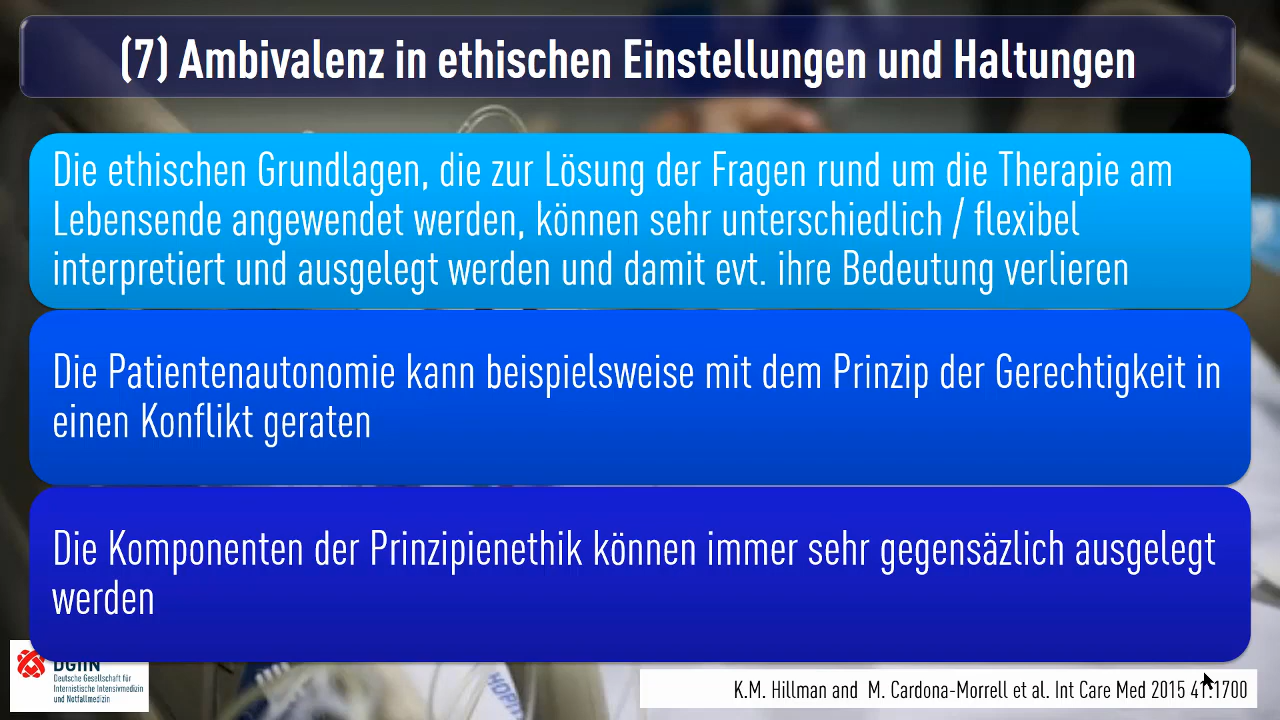 (7) Ambivalenz in ethischen Einstellungen und Haltungen
Die ethischen Grundlagen, die zur Lösung der Fragen rund um die Therapie am
Lebensende angewendet werden, können sehr unterschiedlich / flexibel
interpretiert und ausgelegt werden und damit evt. ihre Bedeutung verlieren
Die Patientenautonomie kann beispielsweise mit dem Prinzip der Gerechtigkeit in
einen Konflikt geraten
Die Komponenten der Prinzipienethik können immer sehr gegensäzlich ausgelegt
werden
DGIIN
Deutsche Gesellschaft für
Internistische Intensivmedizin
und Notfallmedizin
K.M. Hillman and M. Cardona-Morrell et al. Int Care Med 2015 41:1700